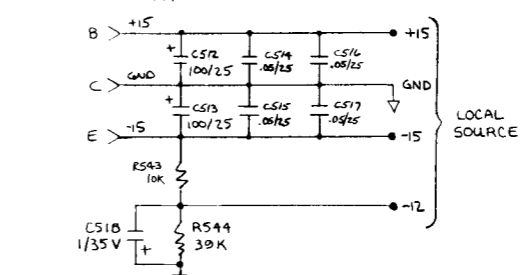 B +15 +15
+ C512 100/25
C514 .05/25
C516 .05/25
C GND GND
+ C513 100/25
C515 .05/25
C517 .05/25
LOCAL SOURCE
E -15 -15
R543 10K
-12
C518 1/35V +
R544 39K